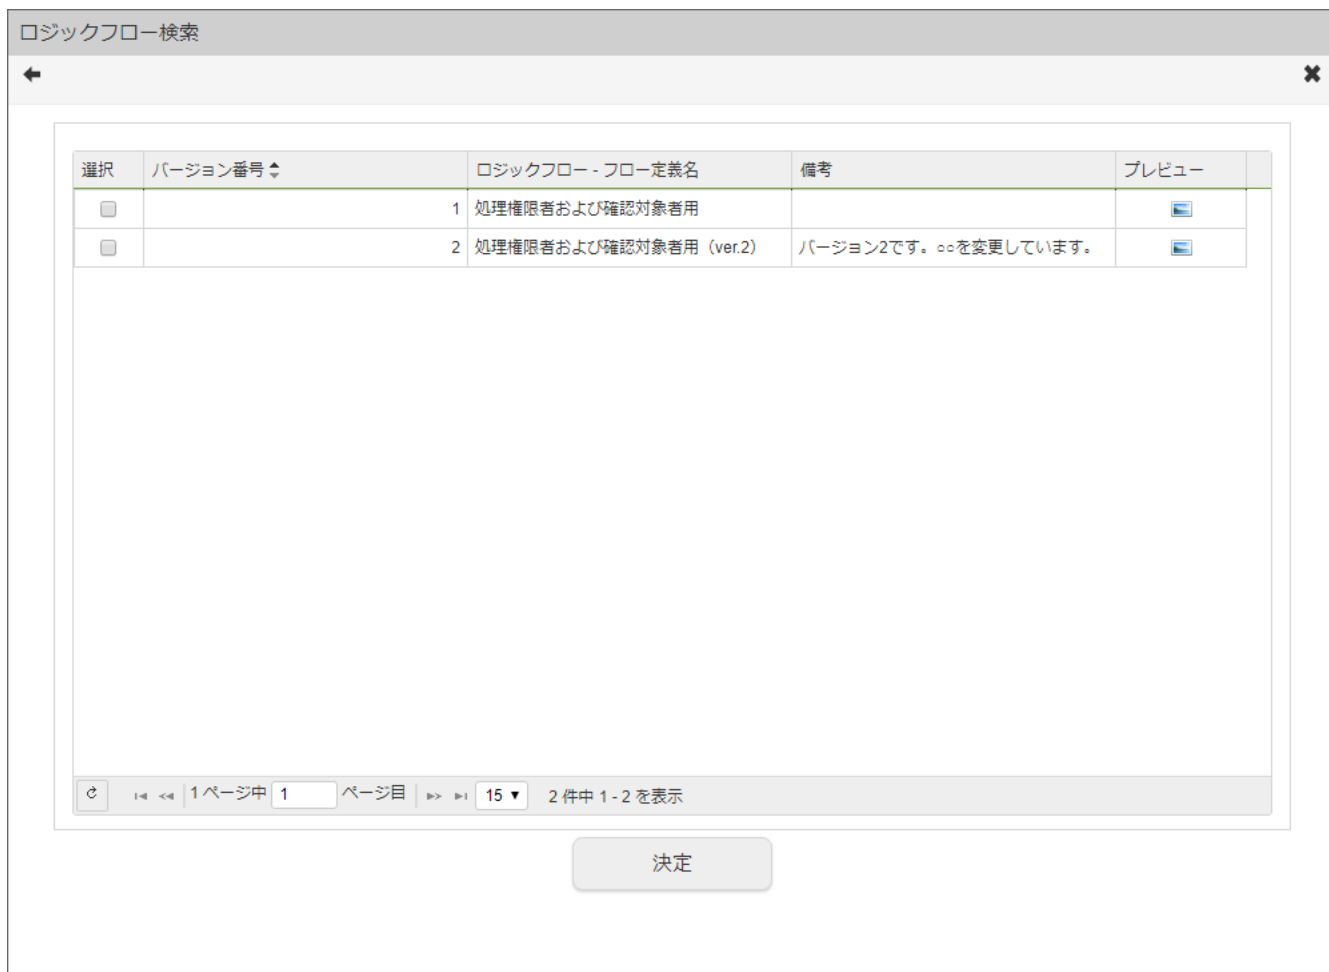 ロジックフロー検索
選択 バージョン番号 ロジックフロー - フロー定義名 備考 プレビュー
1 処理権限者および確認対象者用
2 処理権限者および確認対象者用（ver.2） バージョン2です。○○を変更しています。
1 ページ中 1 ページ目 15 2 件中 1 - 2 を表示
決定